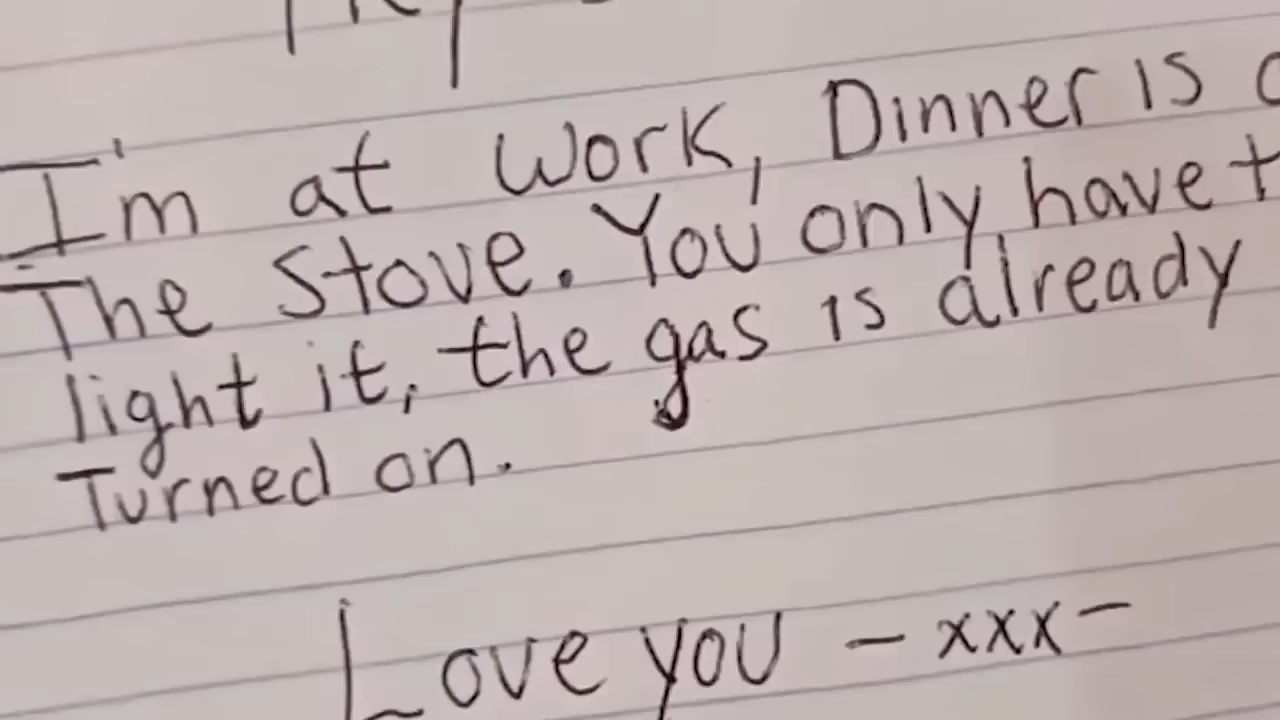 I'm at work, Dinner is
The Stove. You only have
light it, the gas is already
Turned on.
Love you - xxx -